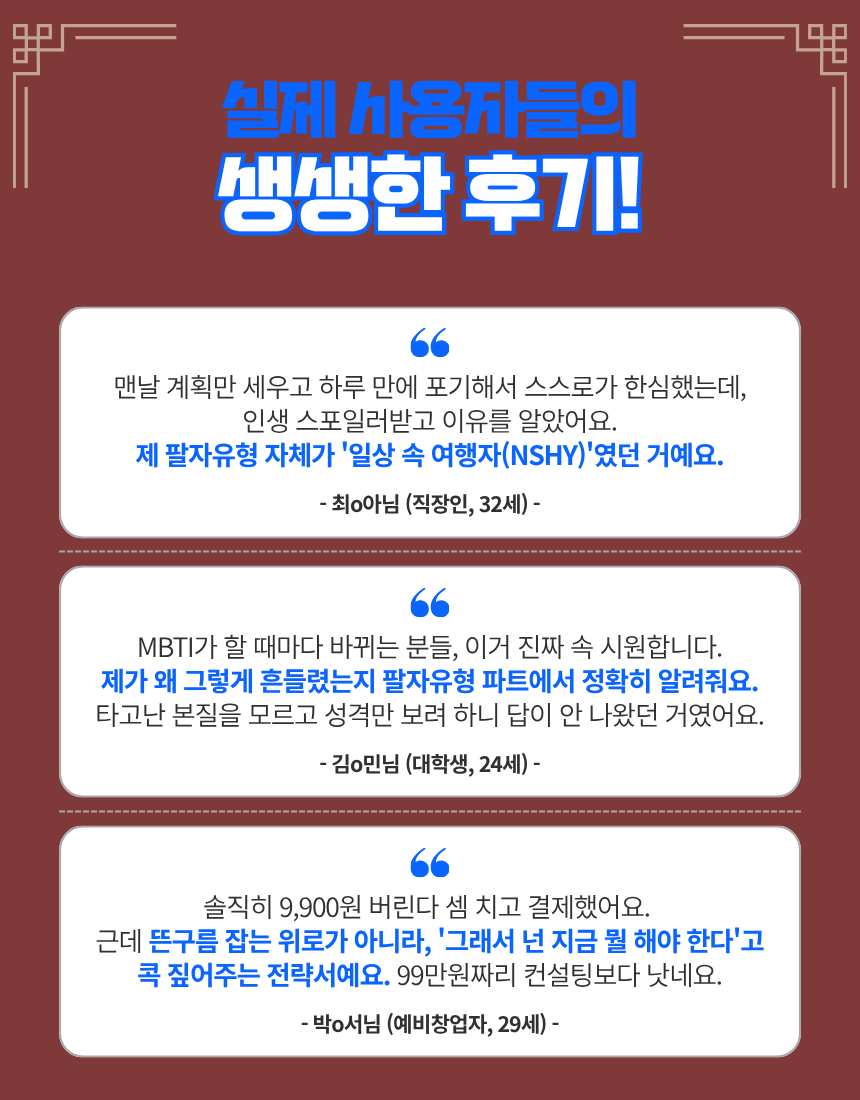 실제 사용자들의
생생한 후기!
맨날 계획만 세우고 하루 만에 포기해서 스스로가 한심했는데,
인생 스포일러받고 이유를 알았어요.
제 팔자유형 자체가 '일상 속 여행자(NSHY)'였던 거예요.
- 최o아님 (직장인, 32세) -
MBTI가 할 때마다 바뀌는 분들, 이거 진짜 속 시원합니다.
제가 왜 그렇게 흔들렸는지 팔자유형 파트에서 정확히 알려줘요.
타고난 본질을 모르고 성격만 보려 하니 답이 안 나왔던 거였어요.
- 김o민님 (대학생, 24세) -
솔직히 9,900원 버린다 셈 치고 결제했어요.
근데 뜬구름 잡는 위로가 아니라, '그래서 넌 지금 뭘 해야 한다'고
콕 짚어주는 전략서예요. 99만원짜리 컨설팅보다 낫네요.
- 박o서님 (예비창업자, 29세) -